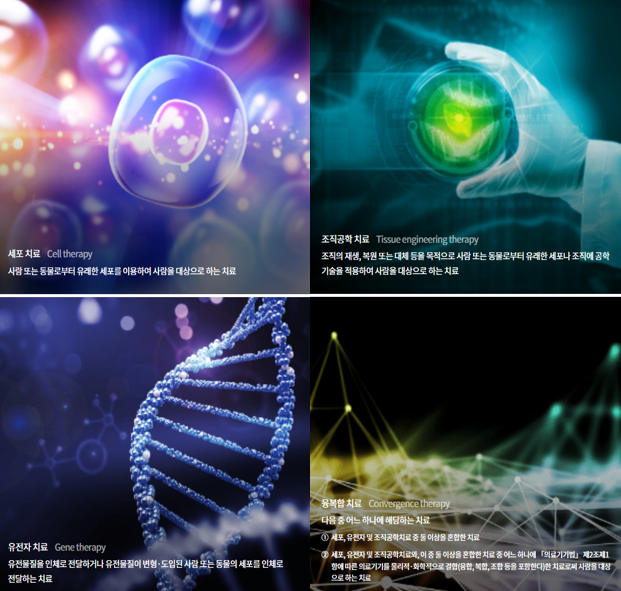 세포 치료 Cell therapy
사람 또는 동물로부터 유래한 세포를 이용하여 사람을 대상으로 하는 치료
조직공학 치료 Tissue engineering therapy
조직의 재생, 복원 또는 대체 등을 목적으로 사람 또는 동물로부터 유래한 세포나 조직에 공학
기술을 적용하여 사람을 대상으로 하는 치료
유전자 치료 Gene therapy
유전물질을 인체로 전달하거나 유전물질이 변형·도입된 사람 또는 동물의 세포를 인체로
전달하는 치료
융복합 치료 Convergence therapy
다음 중 어느 하나에 해당하는 치료
① 세포, 유전자 및 조직공학치료 중 둘 이상을 혼합한 치료
② 세포, 유전자 및 조직공학치료와, 이 중 둘 이상을 혼합한 치료 중 어느 하나에 「의료기기법」 제2조제1
항에 따른 의료기기를 물리적·화학적으로 결합(융합, 복합, 조합 등을 포함한다)한 치료로써 사람을 대상
으로 하는 치료